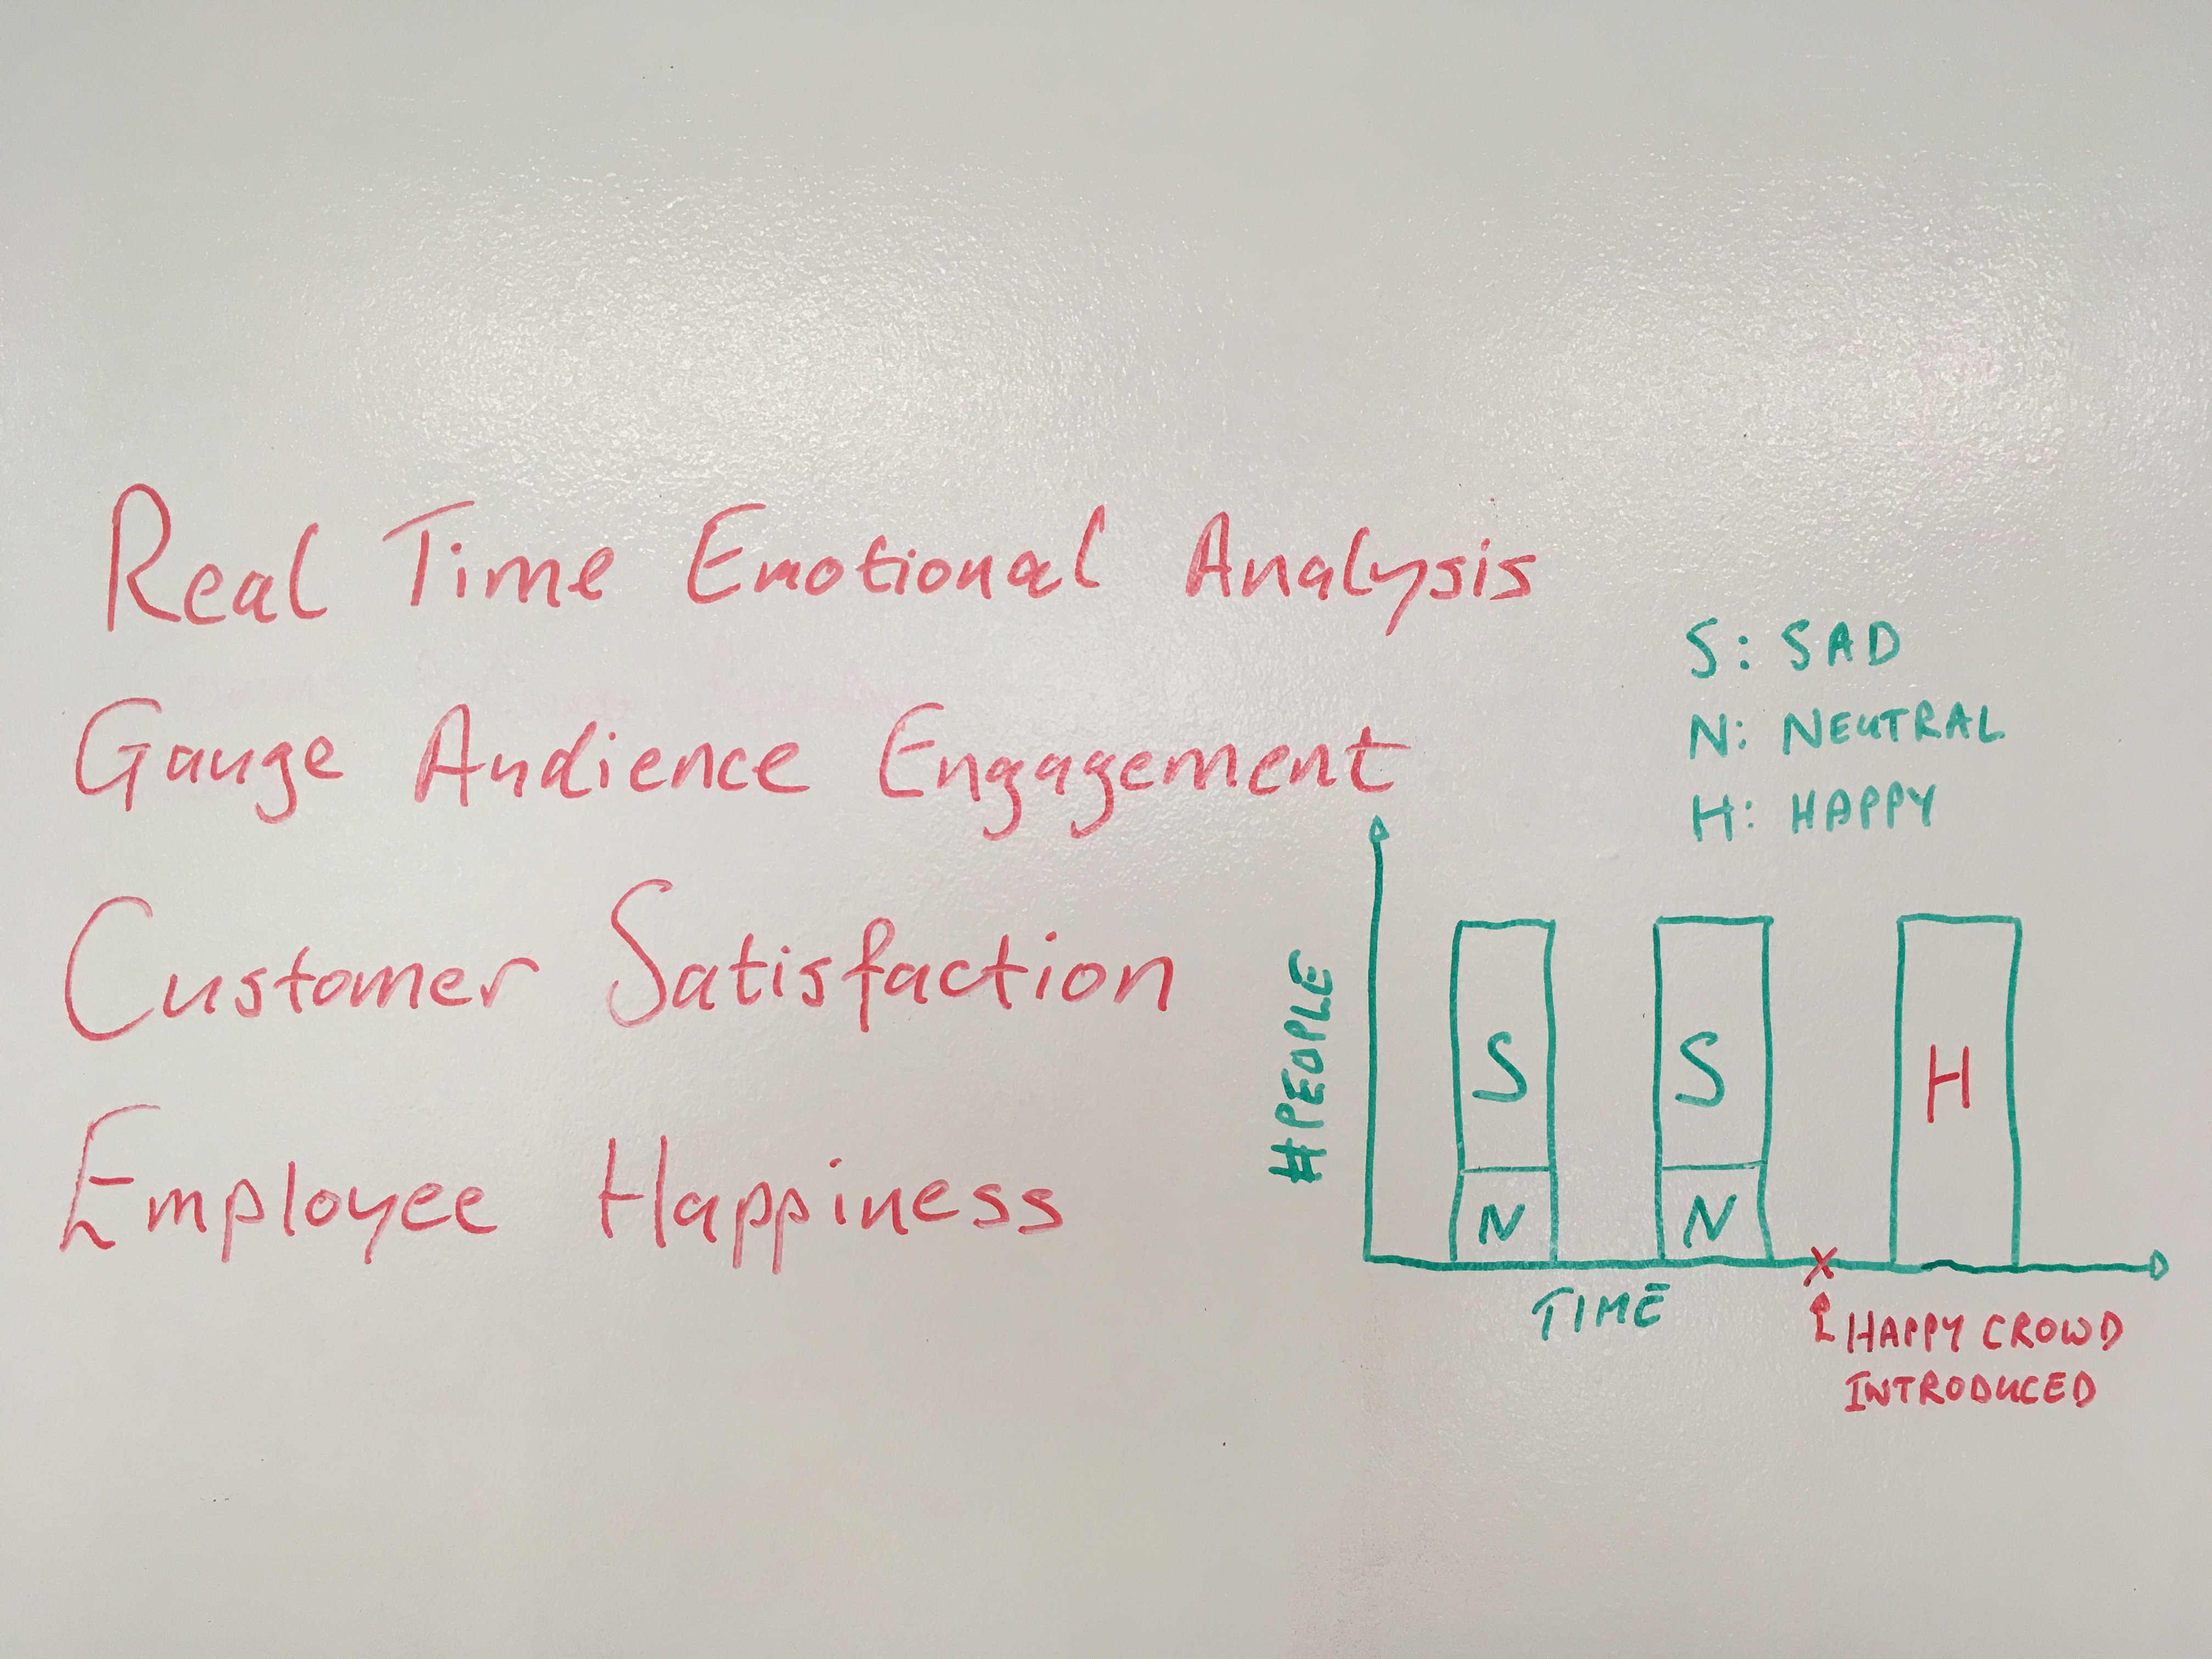 Real Time Emotional Analysis
Gauge Audience Engagement
Customer Satisfaction
Employee Happiness
S: SAD
N: NEUTRAL
H: HAPPY
#PEOPLE
S
S
H
N
N
TIME
HAPPY CROWD
INTRODUCED